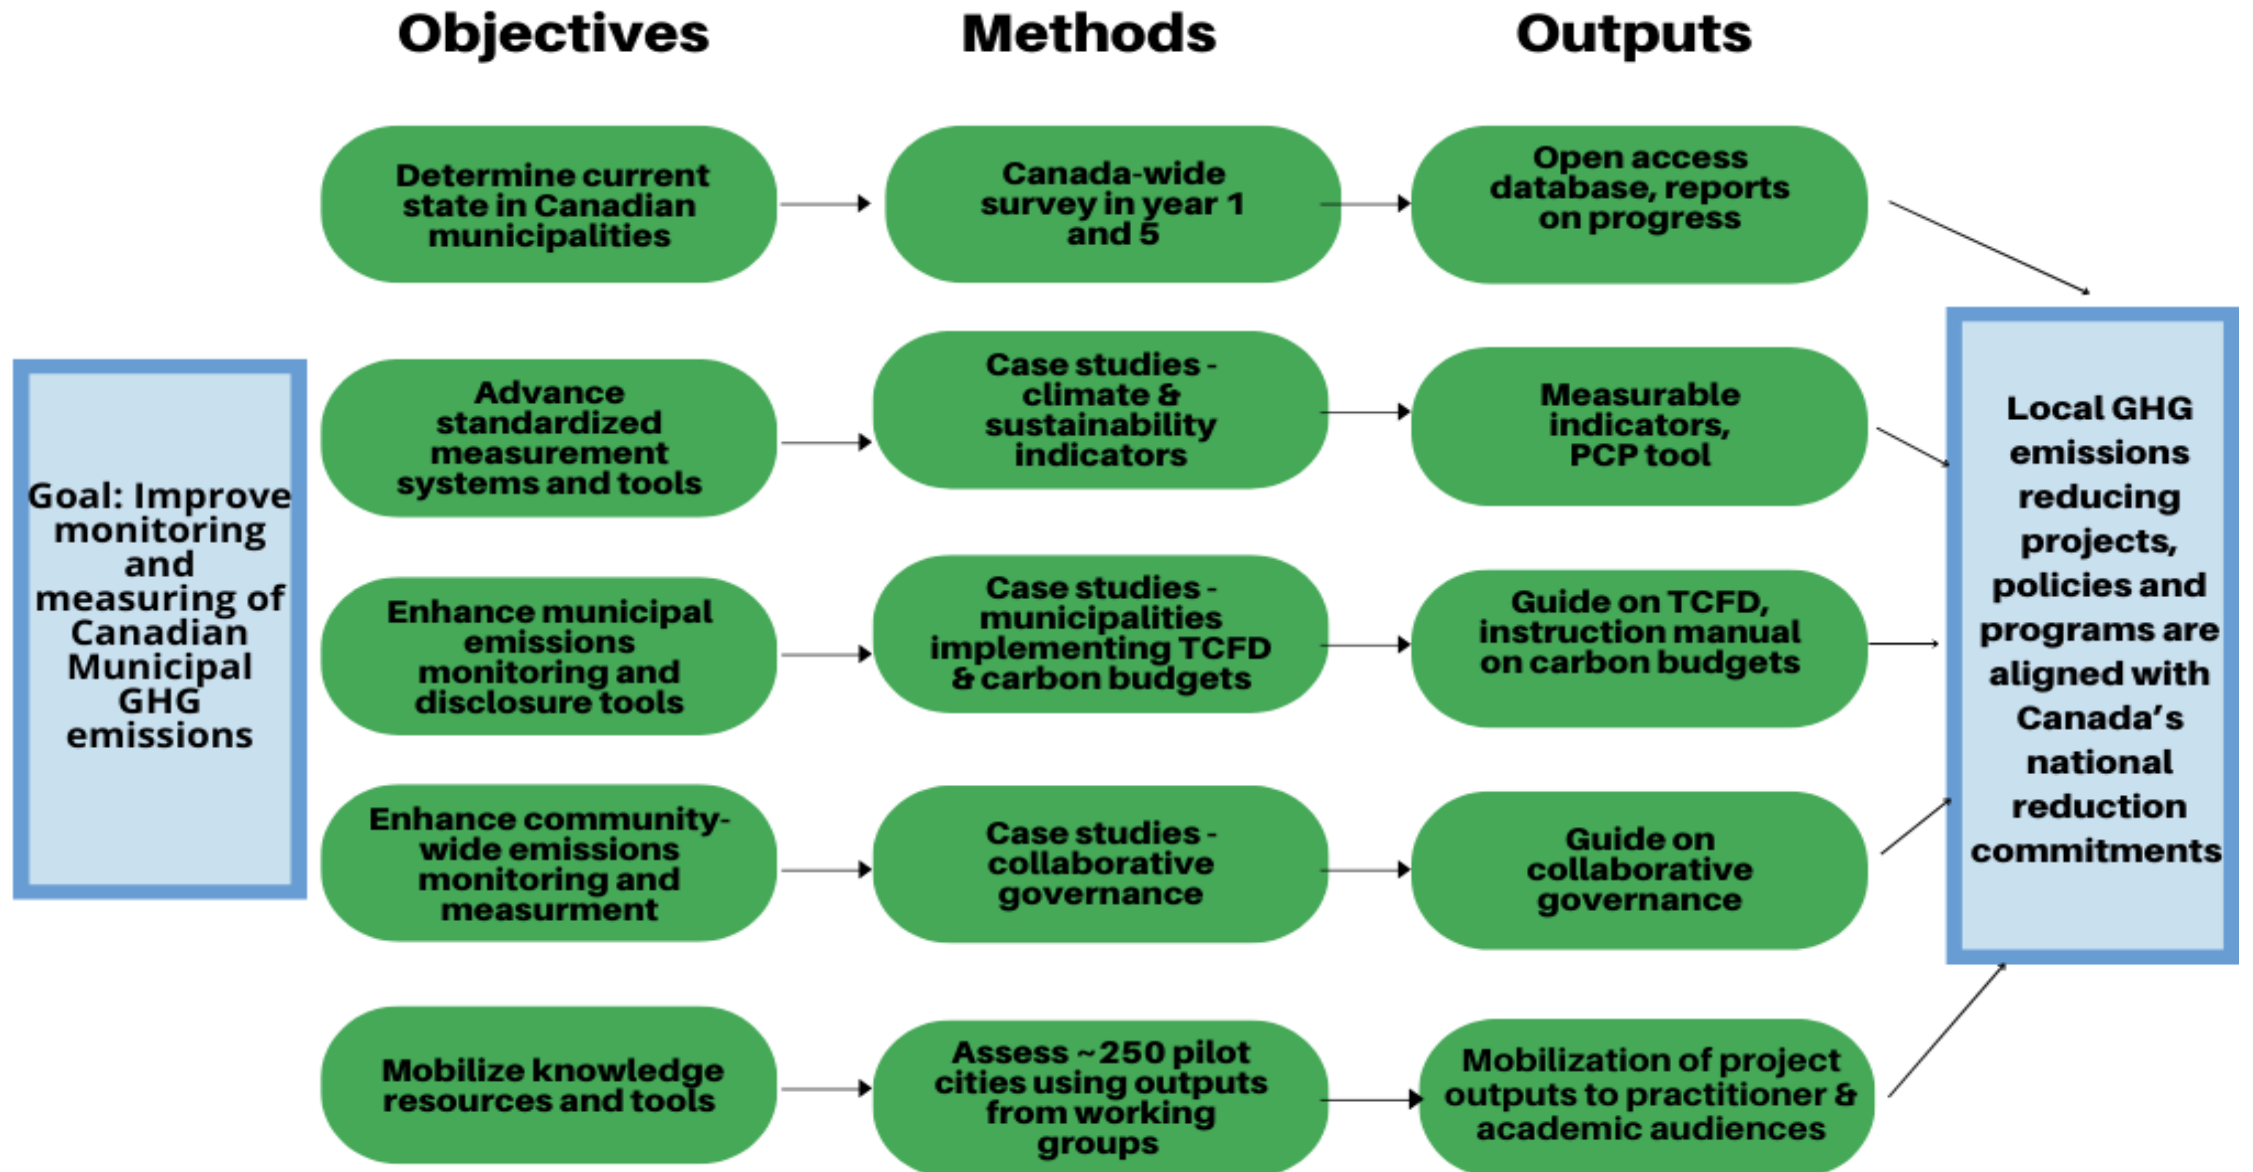 Objectives
Methods
Outputs
Goal: Improve
monitoring
and
measuring of
Canadian
Municipal
GHG
emissions
Determine current
state in Canadian
municipalities
Canada-wide
survey in year 1
and 5
Open access
database, reports
on progress
Advance
standardized
measurement
systems and tools
Case studies -
climate &
sustainability
indicators
Measurable
indicators,
PCP tool
Enhance municipal
emissions
monitoring and
disclosure tools
Case studies -
municipalities
implementing TCFD
& carbon budgets
Guide on TCFD,
instruction manual
on carbon budgets
Enhance community-
wide emissions
monitoring and
measurment
Case studies -
collaborative
governance
Guide on
collaborative
governance
Mobilize knowledge
resources and tools
Assess ~250 pilot
cities using outputs
from working
groups
Mobilization of project
outputs to practitioner &
academic audiences
Local GHG
emissions
reducing
projects,
policies and
programs are
aligned with
Canada’s
national
reduction
commitments